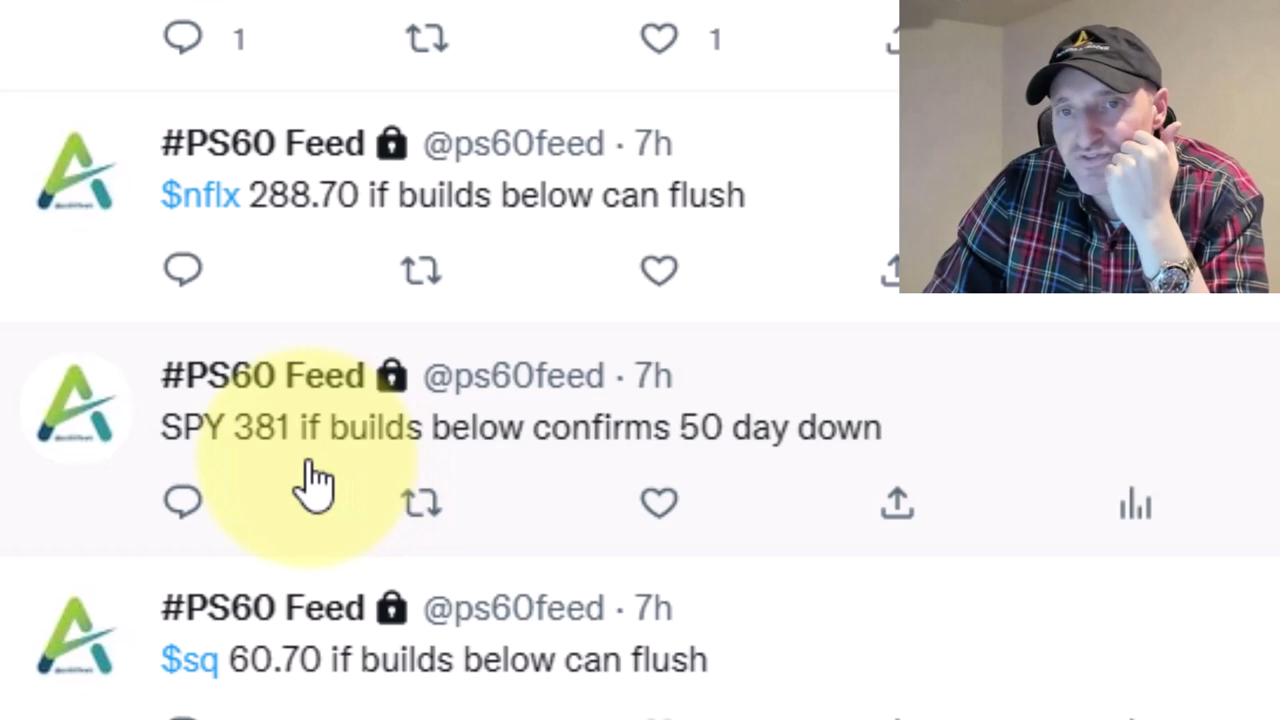 1 1
#PS60 Feed @ps60feed · 7h
$nflx 288.70 if builds below can flush
#PS60 Feed @ps60feed · 7h
SPY 381 if builds below confirms 50 day down
#PS60 Feed @ps60feed · 7h
$sq 60.70 if builds below can flush